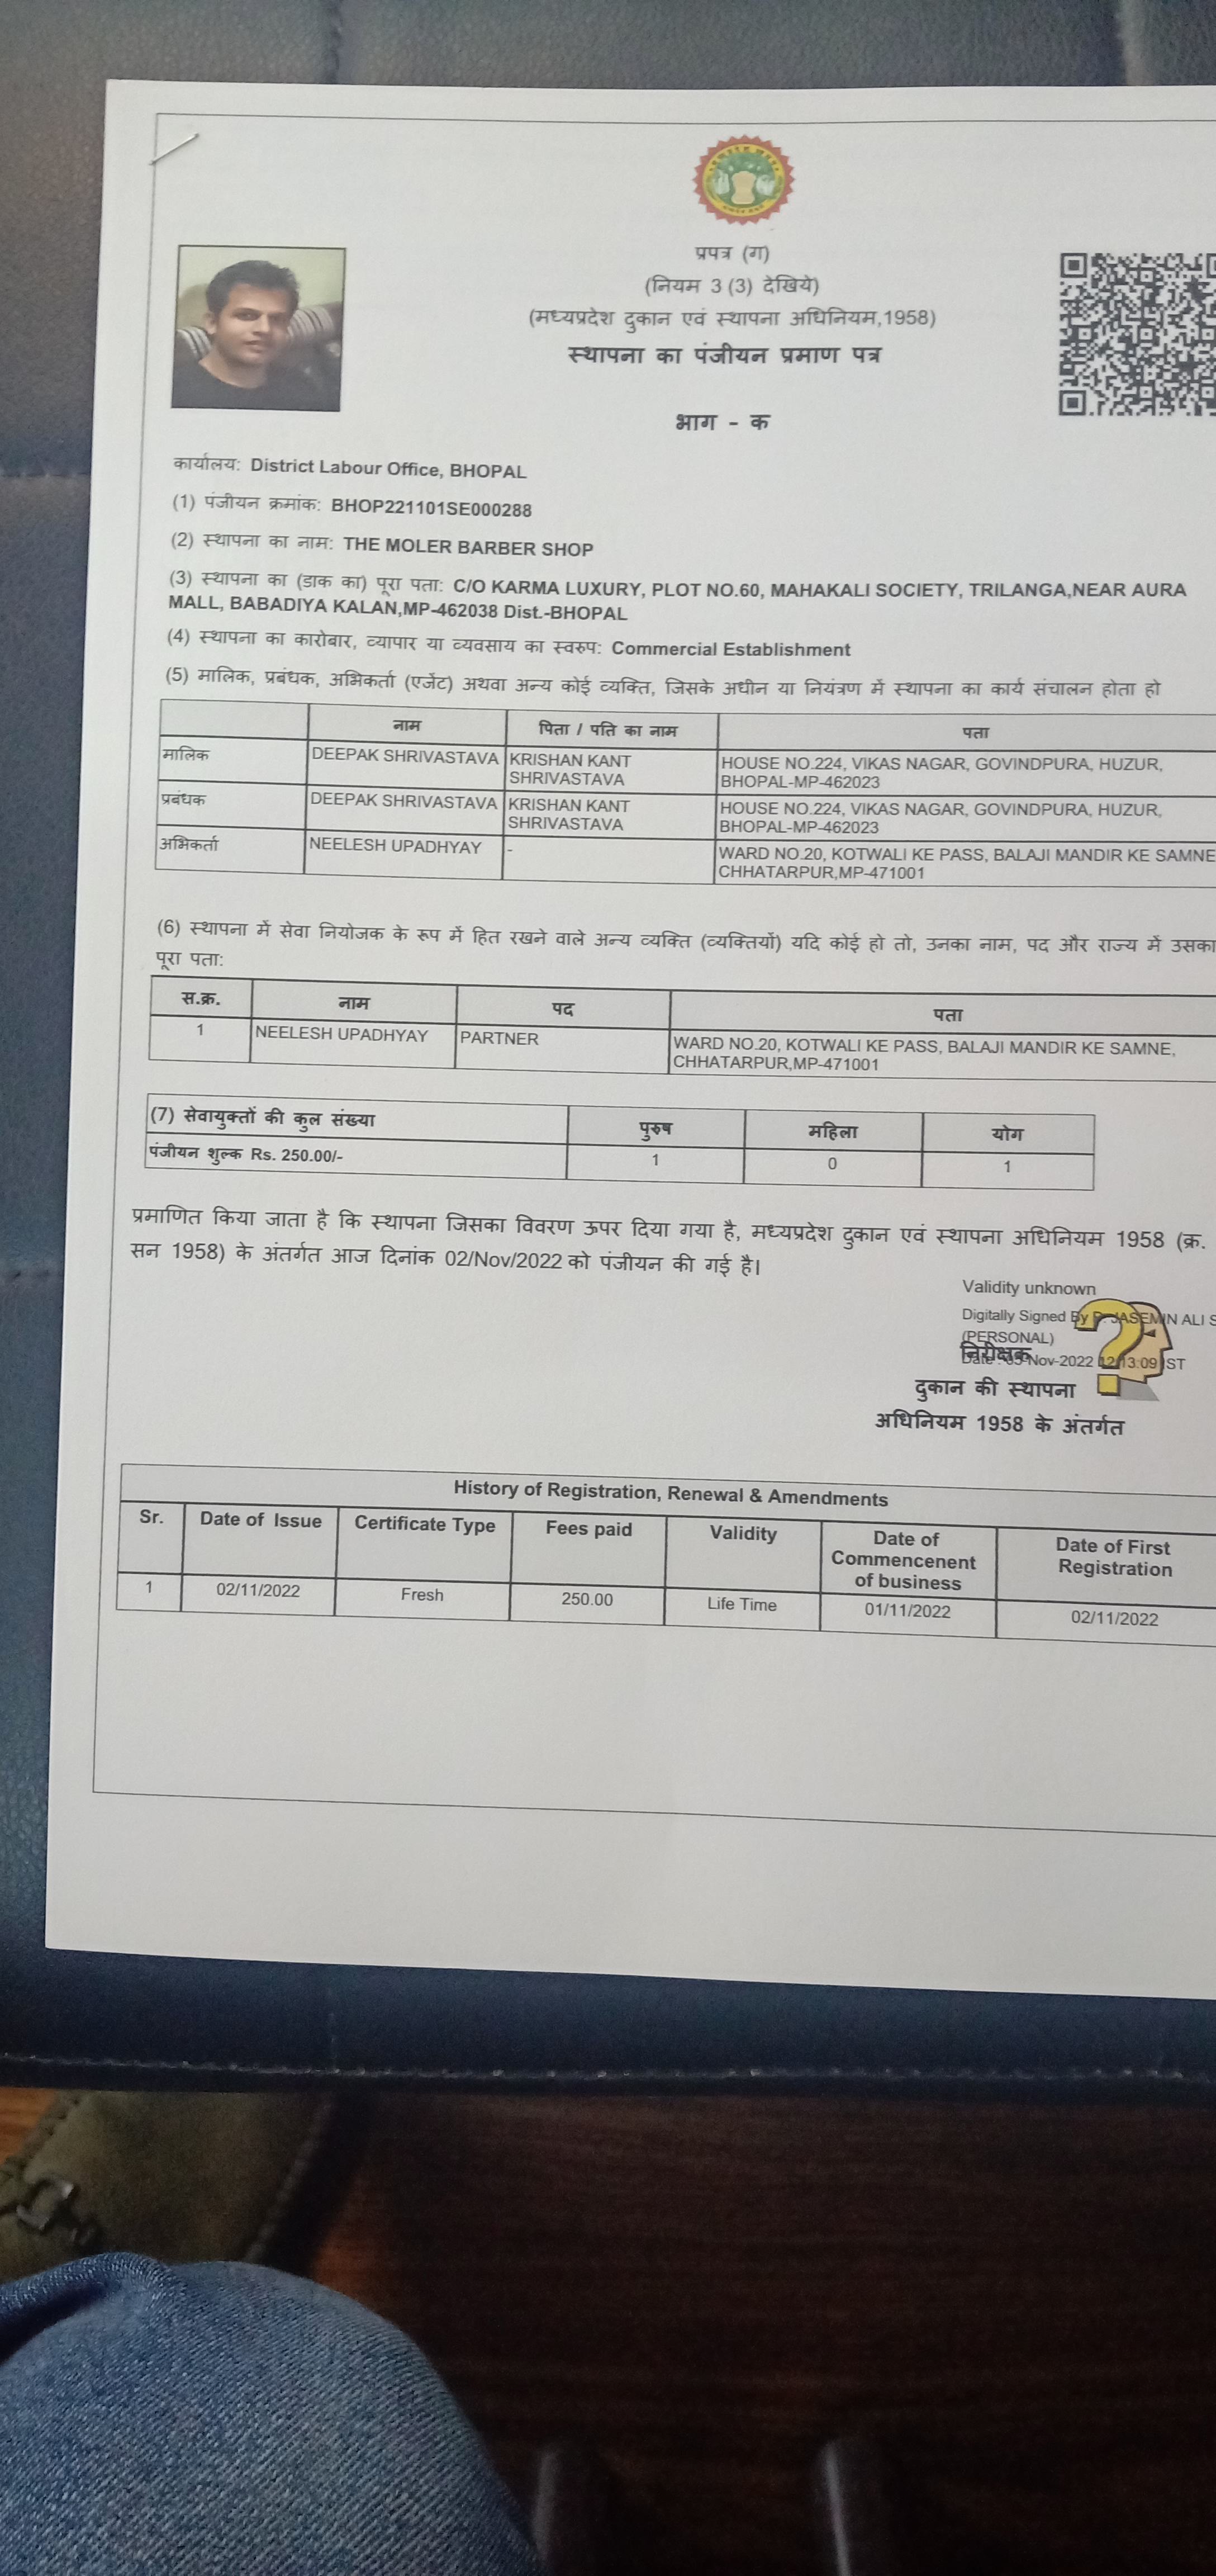 प्रपत्र (ग)
(नियम 3 (3) देखिये)
(मध्यप्रदेश दुकान एवं स्थापना अधिनियम,1958)
स्थापना का पंजीयन प्रमाण पत्र
भाग - क
कार्यालय: District Labour Office, BHOPAL
(1) पंजीयन क्रमांक: BHOP221101SE000288
(2) स्थापना का नाम: THE MOLER BARBER SHOP
(3) स्थापना का (डाक का) पूरा पता: C/O KARMA LUXURY, PLOT NO.60, MAHAKALI SOCIETY, TRILANGA,NEAR AURA
MALL, BABADIYA KALAN,MP-462038 Dist.-BHOPAL
(4) स्थापना का कारोबार, व्यापार या व्यवसाय का स्वरुप: Commercial Establishment
(5) मालिक, प्रबंधक, अभिकर्ता (एजेंट) अथवा अन्य कोई व्यक्ति, जिसके अधीन या नियंत्रण में स्थापना का कार्य संचालन होता हो
नाम पिता / पति का नाम पता
मालिक DEEPAK SHRIVASTAVA KRISHAN KANT SHRIVASTAVA HOUSE NO.224, VIKAS NAGAR, GOVINDPURA, HUZUR, BHOPAL-MP-462023
प्रबंधक DEEPAK SHRIVASTAVA KRISHAN KANT SHRIVASTAVA HOUSE NO.224, VIKAS NAGAR, GOVINDPURA, HUZUR, BHOPAL-MP-462023
अभिकर्ता NEELESH UPADHYAY - WARD NO.20, KOTWALI KE PASS, BALAJI MANDIR KE SAMNE CHHATARPUR,MP-471001
(6) स्थापना में सेवा नियोजक के रूप में हित रखने वाले अन्य व्यक्ति (व्यक्तियों) यदि कोई हो तो, उनका नाम, पद और राज्य में उसका
पूरा पता:
स.क्र. नाम पद पता
1 NEELESH UPADHYAY PARTNER WARD NO.20, KOTWALI KE PASS, BALAJI MANDIR KE SAMNE, CHHATARPUR,MP-471001
(7) सेवायुक्तों की कुल संख्या पुरुष महिला योग
पंजीयन शुल्क Rs. 250.00/- 1 0 1
प्रमाणित किया जाता है कि स्थापना जिसका विवरण ऊपर दिया गया है, मध्यप्रदेश दुकान एवं स्थापना अधिनियम 1958 (क्र.
सन 1958) के अंतर्गत आज दिनांक 02/Nov/2022 को पंजीयन की गई है।
Validity unknown
Digitally Signed By JASEMIN ALI
(PERSONAL)
निरीक्षक
Nov-2022 12:13:09 IST
दुकान की स्थापना
अधिनियम 1958 के अंतर्गत
History of Registration, Renewal & Amendments
Sr. Date of Issue Certificate Type Fees paid Validity Date of Commencenent of business Date of First Registration
1 02/11/2022 Fresh 250.00 Life Time 01/11/2022 02/11/2022